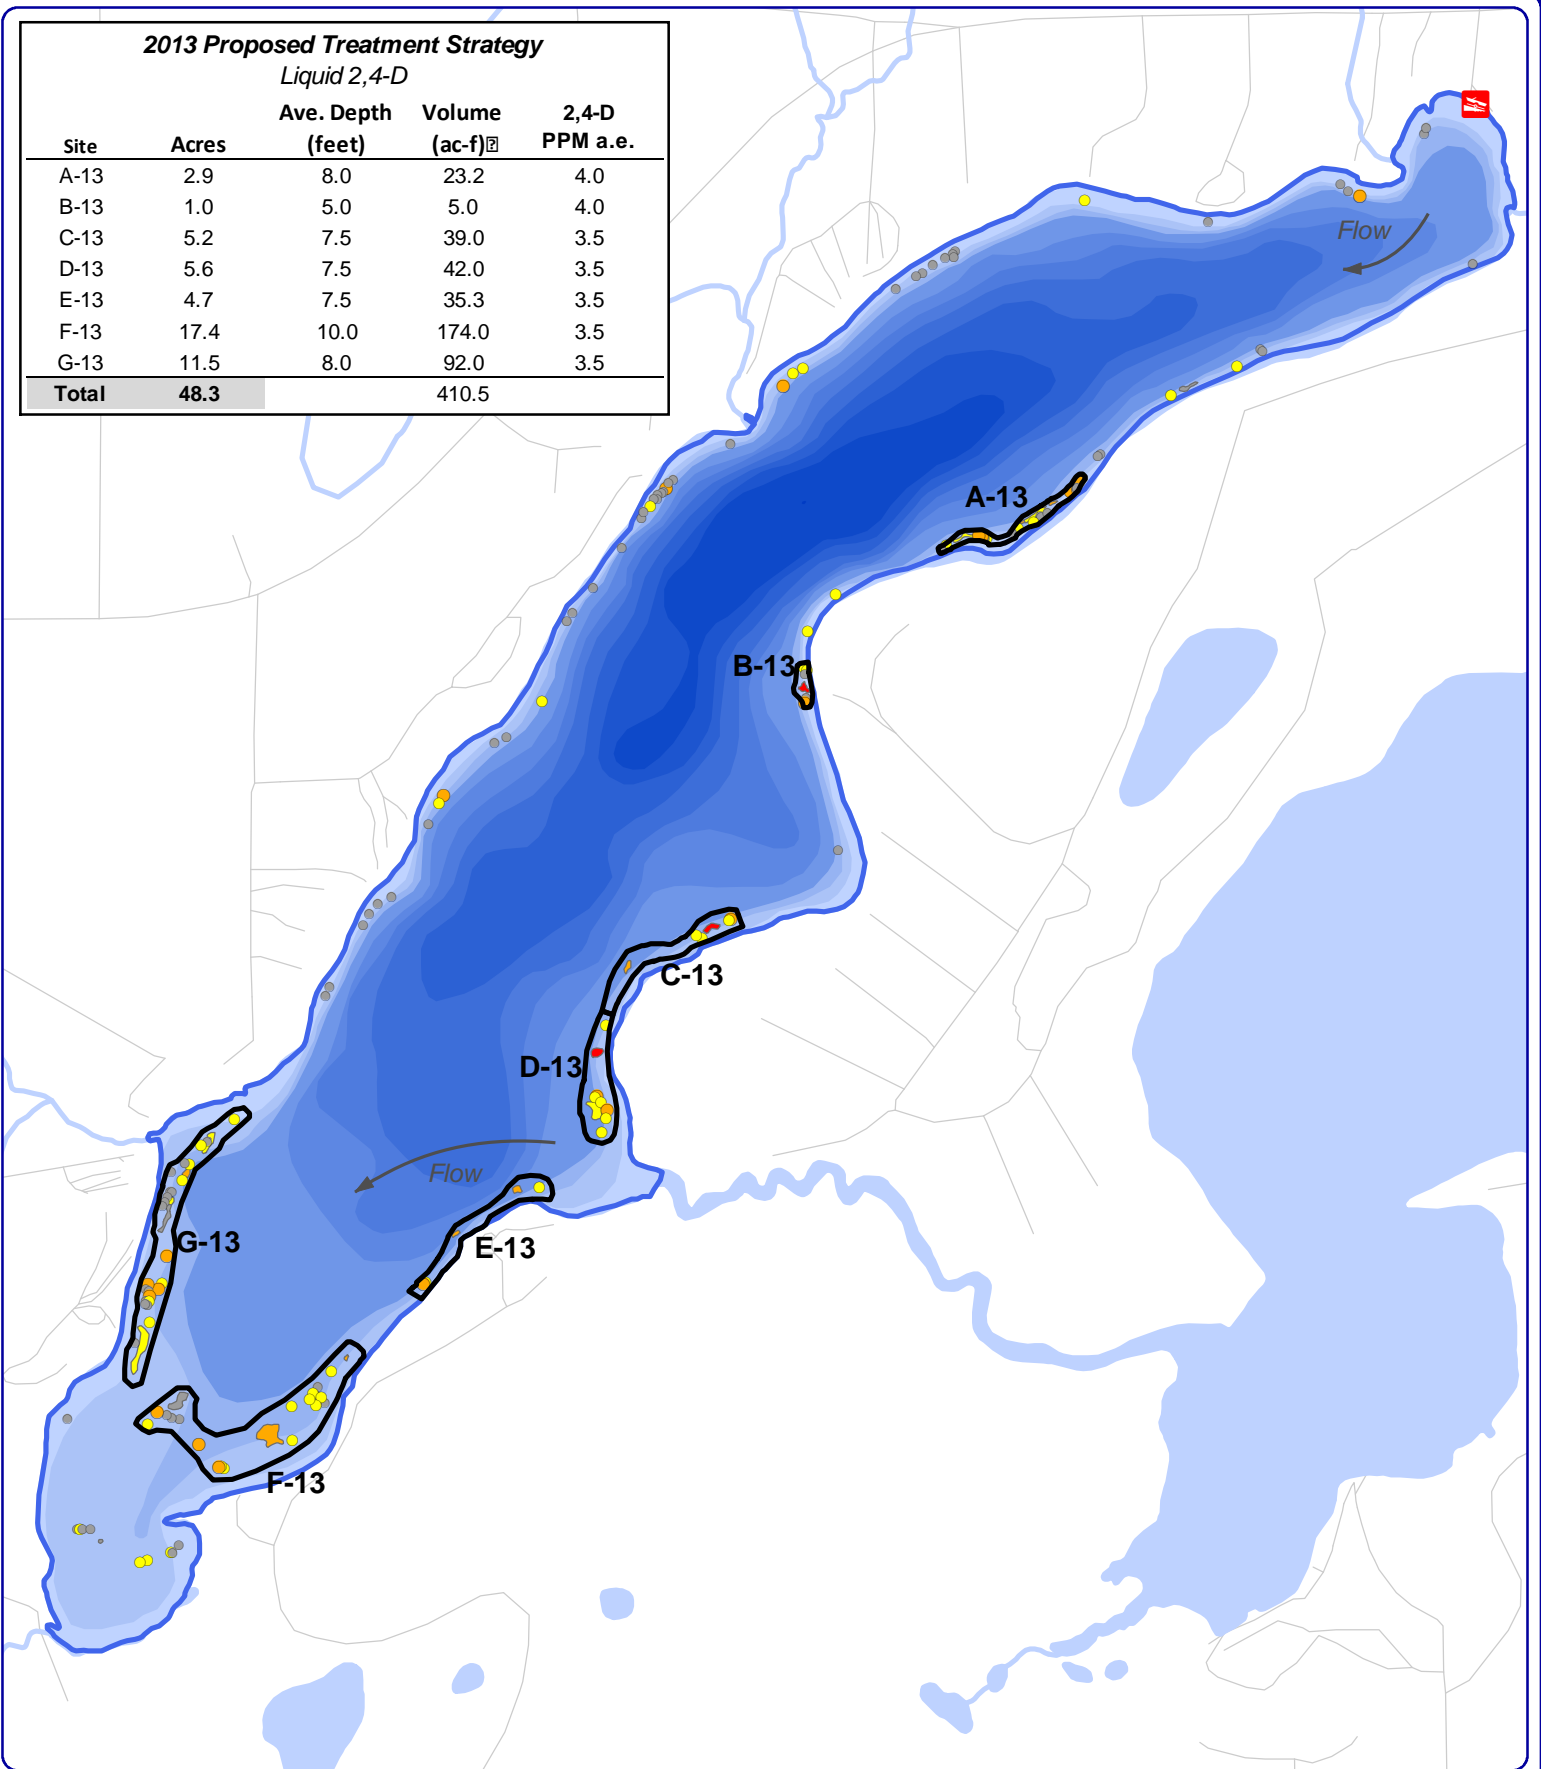 2013 Proposed Treatment Strategy
Liquid 2,4-D
Site Acres Ave. Depth (feet) Volume (ac-f)⍰ 2,4-D PPM a.e.
A-13 2.9 8.0 23.2 4.0
B-13 1.0 5.0 5.0 4.0
C-13 5.2 7.5 39.0 3.5
D-13 5.6 7.5 42.0 3.5
E-13 4.7 7.5 35.3 3.5
F-13 17.4 10.0 174.0 3.5
G-13 11.5 8.0 92.0 3.5
Total 48.3 410.5
Flow
A-13
B-13
C-13
D-13
Flow
G-13
E-13
F-13